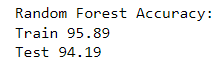 Random Forest Accuracy:
Train 95.89
Test 94.19